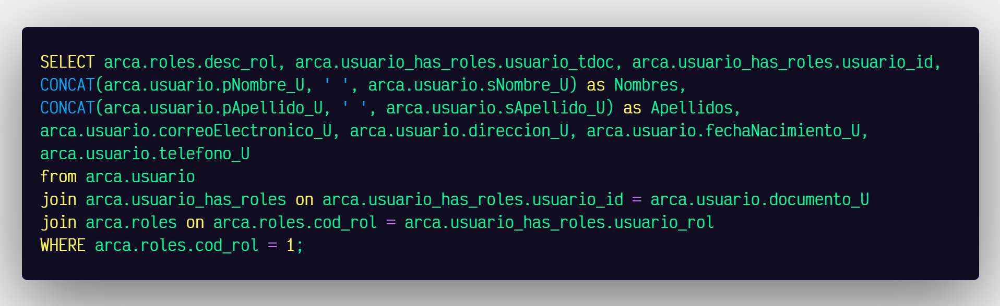 SELECT arca.roles.desc_rol, arca.usuario_has_roles.usuario_tdoc, arca.usuario_has_roles.usuario_id,
CONCAT(arca.usuario.pNombre_U, ' ', arca.usuario.sNombre_U) as Nombres,
CONCAT(arca.usuario.pApellido_U, ' ', arca.usuario.sApellido_U) as Apellidos,
arca.usuario.correoElectronico_U, arca.usuario.direccion_U, arca.usuario.fechaNacimiento_U,
arca.usuario.telefono_U
from arca.usuario
join arca.usuario_has_roles on arca.usuario_has_roles.usuario_id = arca.usuario.documento_U
join arca.roles on arca.roles.cod_rol = arca.usuario_has_roles.usuario_rol
WHERE arca.roles.cod_rol = 1;